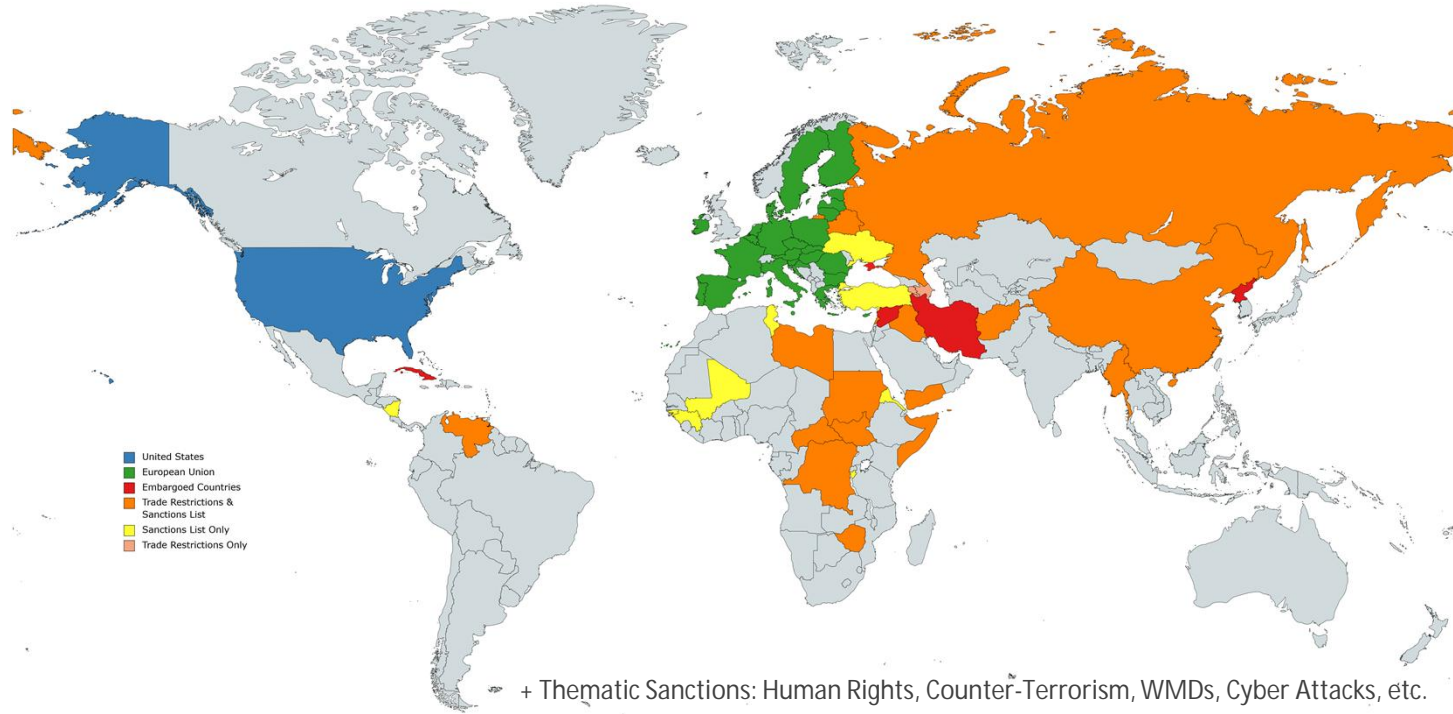 United States
European Union
Embargoed Countries
Trade Restrictions &
Sanctions List
Sanctions List Only
Trade Restrictions Only
+ Thematic Sanctions: Human Rights, Counter-Terrorism, WMDs, Cyber Attacks, etc.